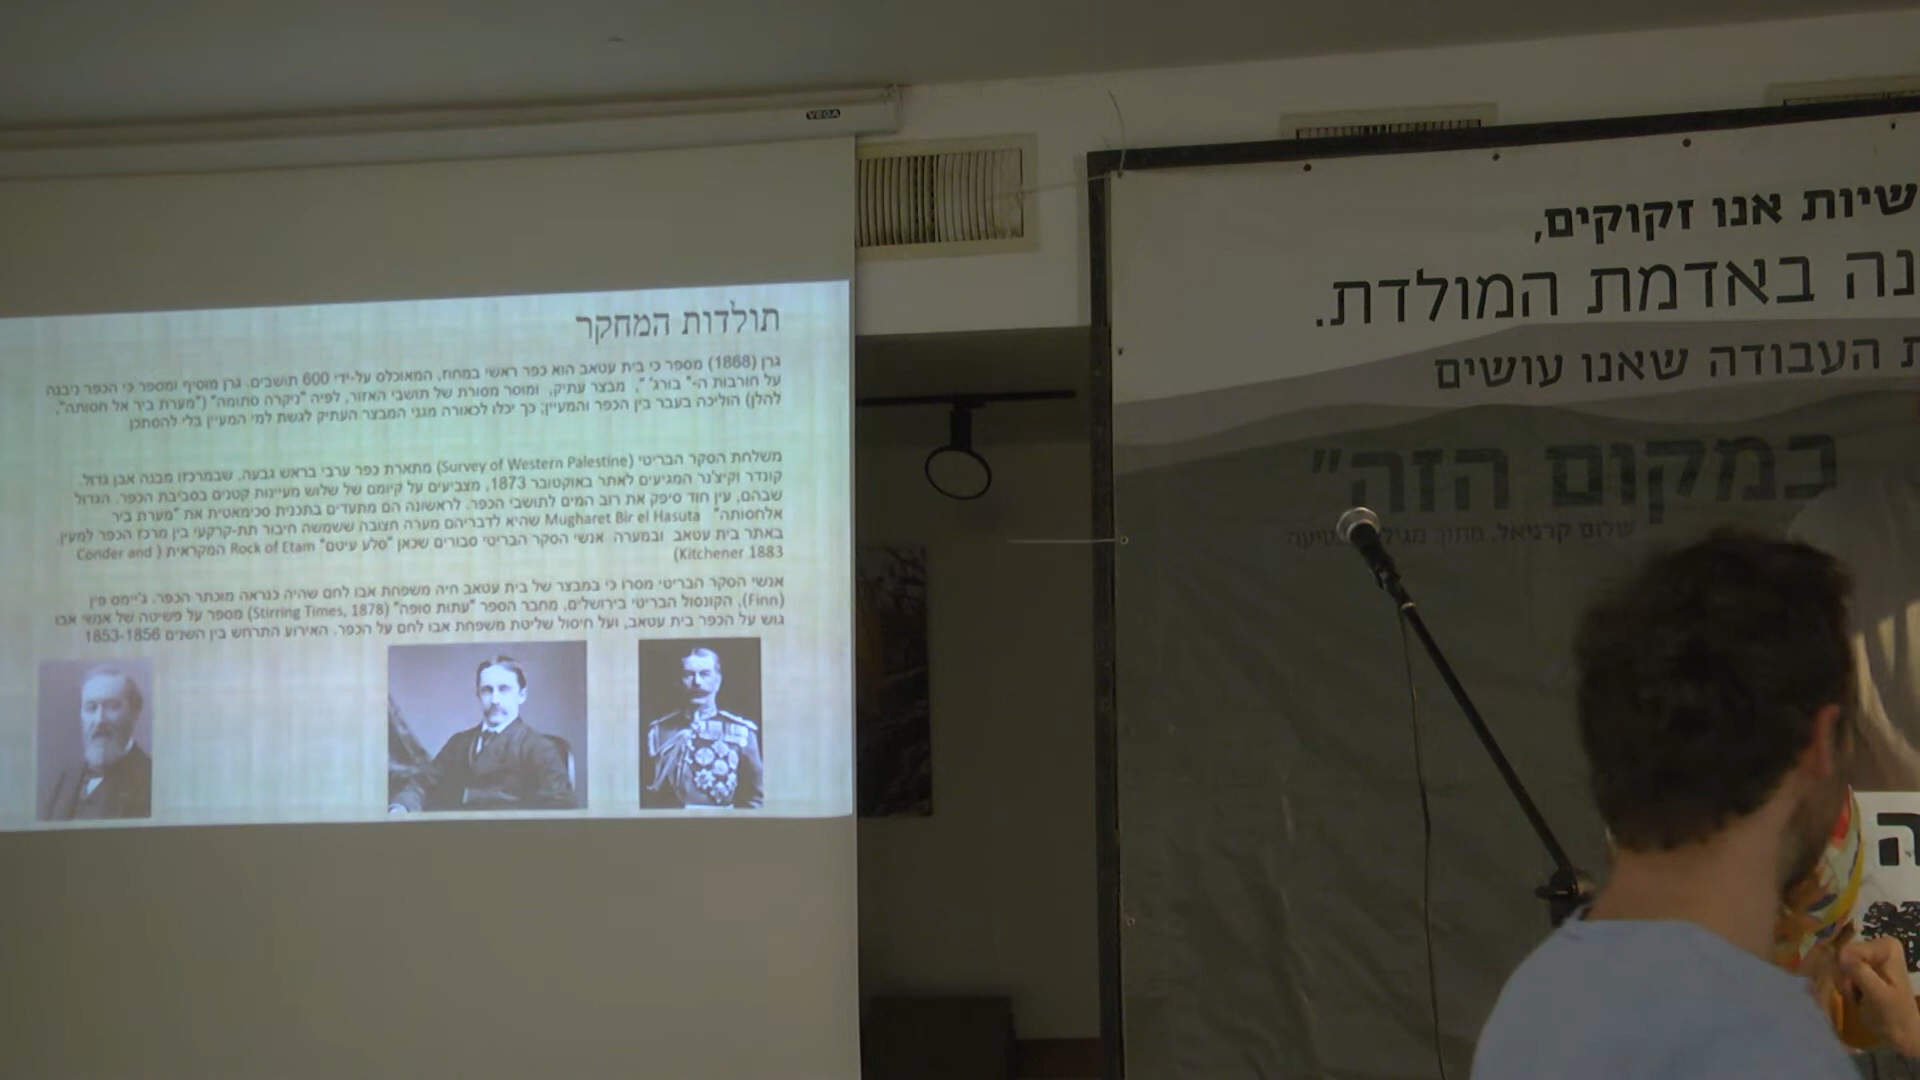 VEGA
תולדות המחקר
גרן (1868) מספר כי בית עטאב הוא כפר ראשי במחוז, המאוכלס על-ידי 600 תושבים. גרן מוסיף ומספר כי הכפר ניבנה
על חורבות ה-" בורג' ", מבצר עתיק, ומוסר מסורת של תושבי האזור, לפיה "ניקרה סתומה" ("מערת ביר אל חסותה",
להלן) הוליכה בעבר בין הכפר והמעיין; כך יכלו לכאורה מגני המבצר העתיק לגשת למי המעיין בלי להסתכן.
משלחת הסקר הבריטי (Survey of Western Palestine) מתארת כפר ערבי בראש גבעה, שבמרכזו מבנה אבן גדול.
קונדר וקיצ'נר המגיעים לאתר באוקטובר 1873, מצביעים על קיומם של שלוש מעיינות קטנים בסביבת הכפר. הגדול
שבהם, עין חוד סיפק את רוב המים לתושבי הכפר. לראשונה הם מתעדים בתכנית סכימאטית את "מערת ביר
אלחסותה" Mugharet Bir el Hasuta שהיא לדבריהם מערה חצובה ששמשה חיבור תת-קרקעי בין מרכז הכפר למעין.
באתר בית עטאב ובמערה אנשי הסקר הבריטי סבורים שכאן "סלע עיטם" Rock of Etam המקראית ( Conder and
Kitchener 1883)
אנשי הסקר הבריטי מסרו כי במבצר של בית עטאב חיה משפחת אבו לחם שהיה כנראה מוכתר הכפר. ג'יימס פין
(Finn), הקונסול הבריטי בירושלים, מחבר הספר "עתות סופה" (Stirring Times, 1878) מספר על פשיטה של אנשי אבו
גוש על הכפר בית עטאב, ועל חיסול שליטת משפחת אבו לחם על הכפר. האירוע התרחש בין השנים 1853-1856
שיות אנו זקוקים,
נה באדמת המולדת.
ת העבודה שאנו עושים
במקום הזה"
שלום קרניאל, מתוך
ה